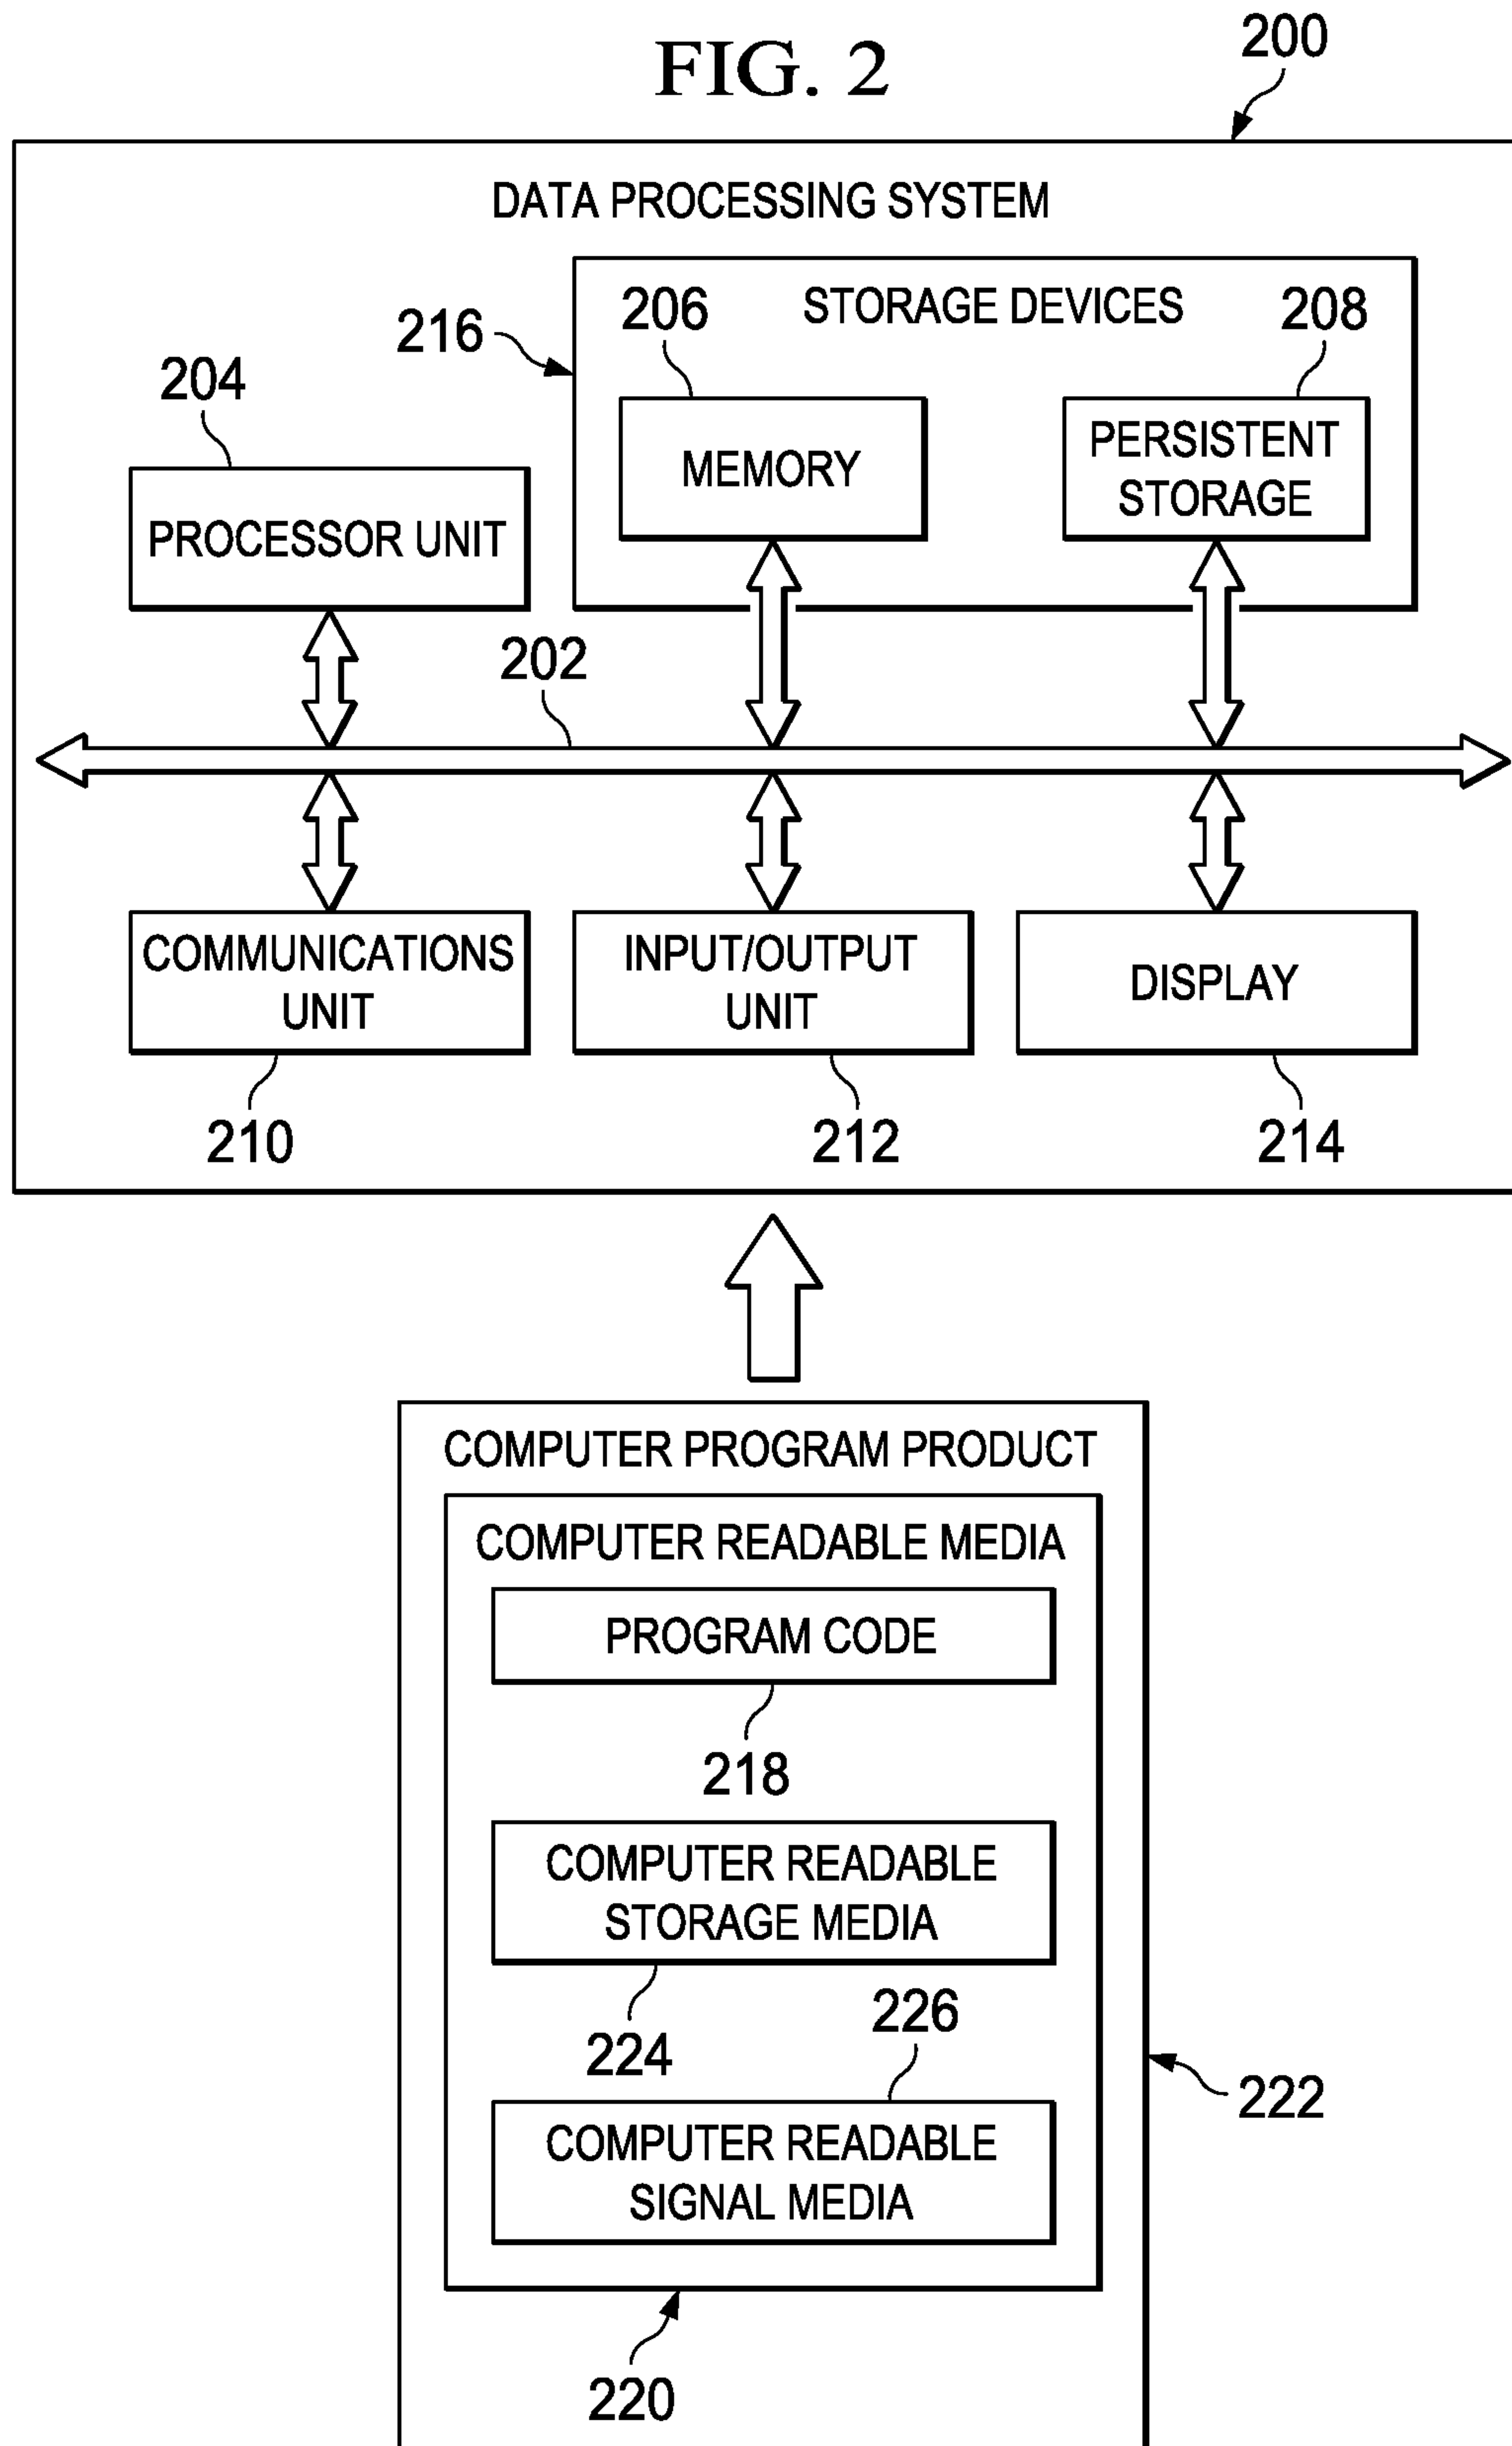 FIG. 2
200
DATA PROCESSING SYSTEM
STORAGE DEVICES
216
206
208
204
MEMORY
PERSISTENT
STORAGE
PROCESSOR UNIT
202
COMMUNICATIONS
UNIT
INPUT/OUTPUT
UNIT
DISPLAY
210
212
214
COMPUTER PROGRAM PRODUCT
COMPUTER READABLE MEDIA
PROGRAM CODE
218
COMPUTER READABLE
STORAGE MEDIA
224
226
222
COMPUTER READABLE
SIGNAL MEDIA
220